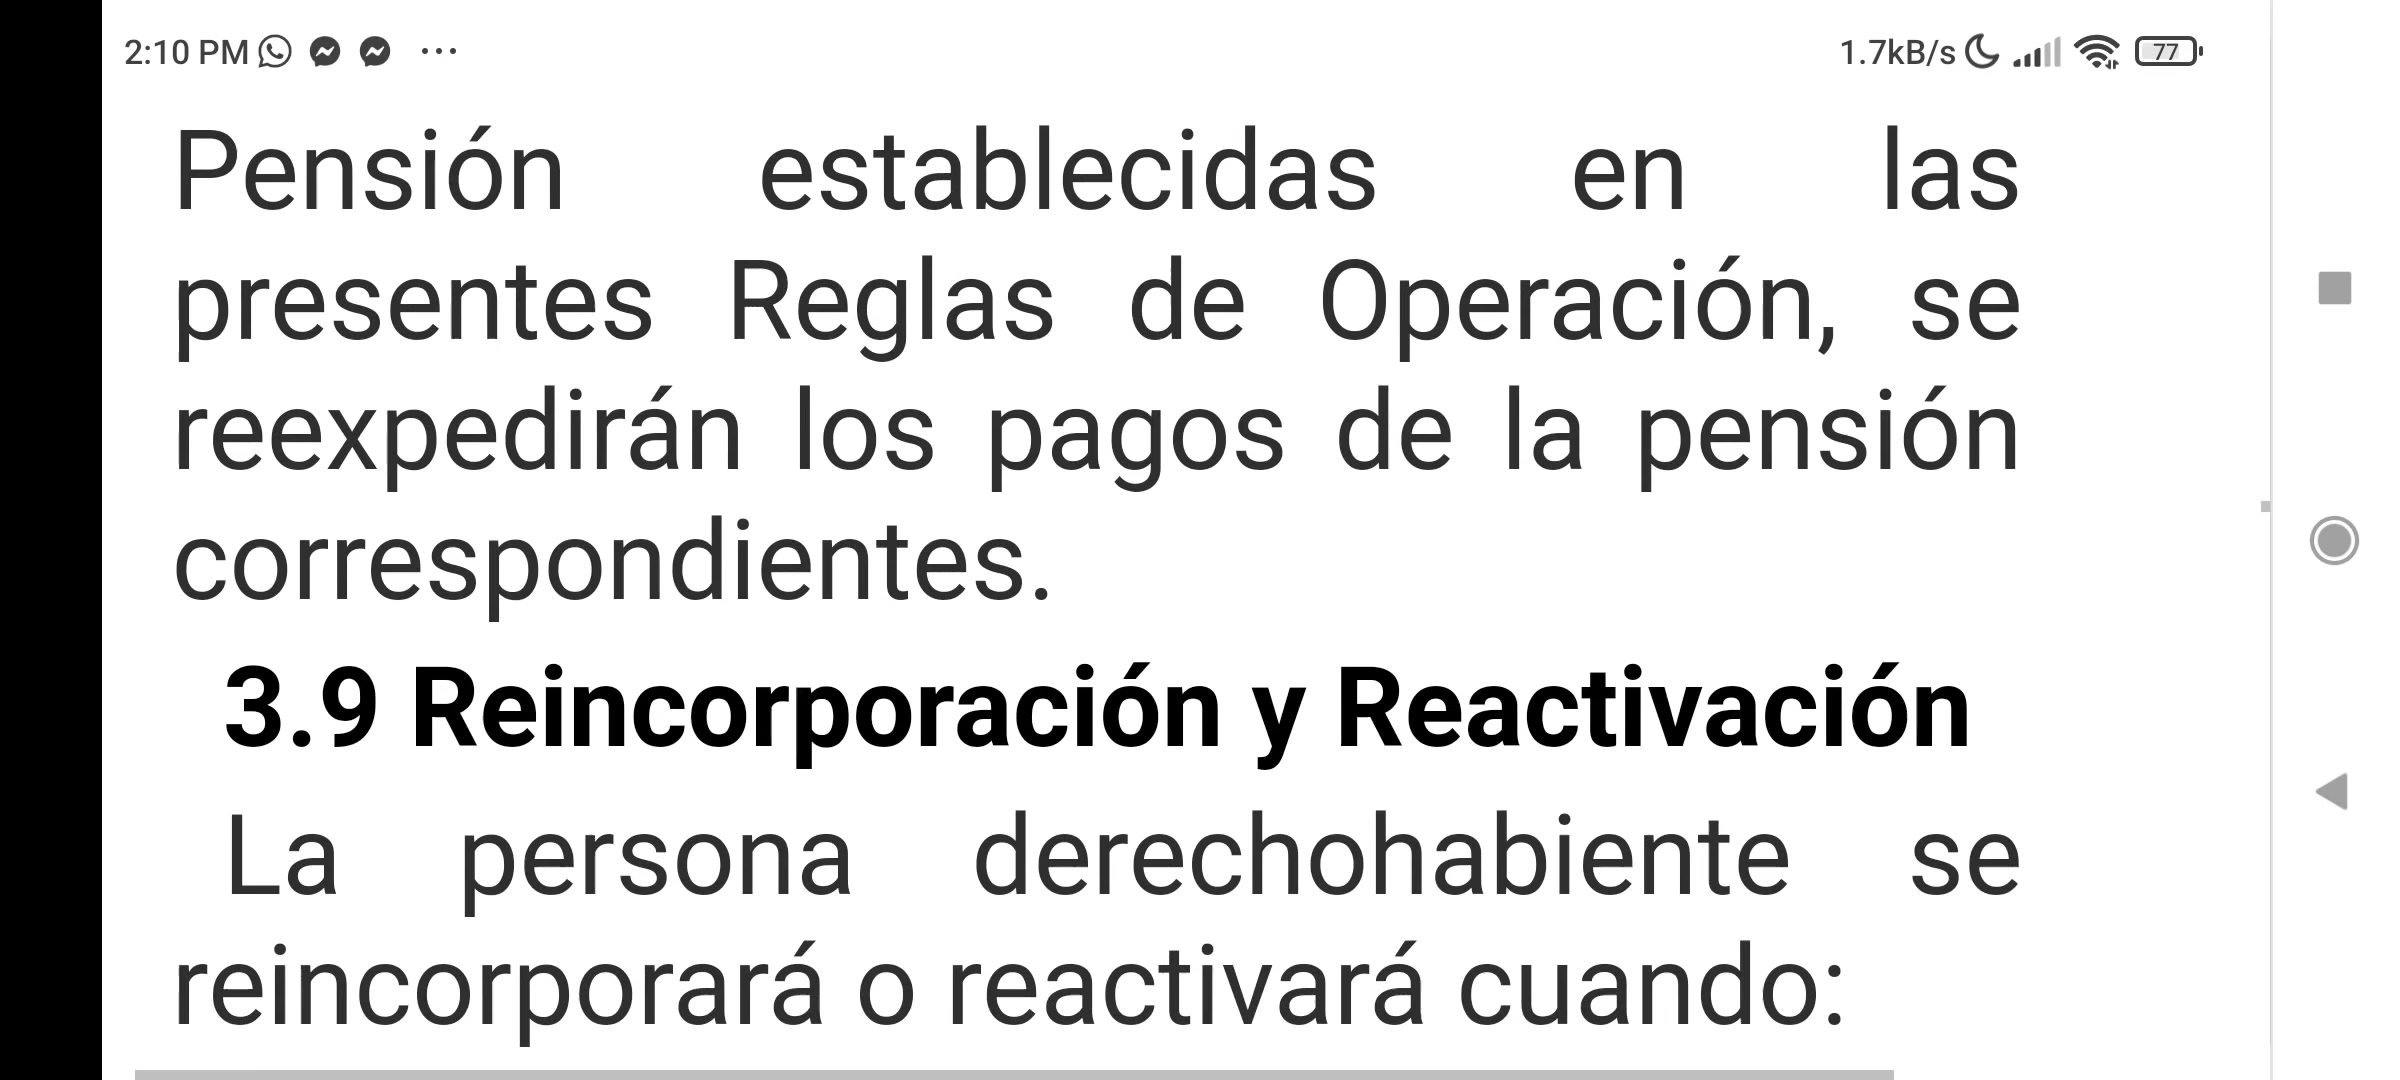 2:10 PM ... 1.7kB/s 77
Pensión establecidas en las
presentes Reglas de Operación, se
reexpedirán los pagos de la pensión
correspondientes.
3.9 Reincorporación y Reactivación
La persona derechohabiente se
reincorporará o reactivará cuando: